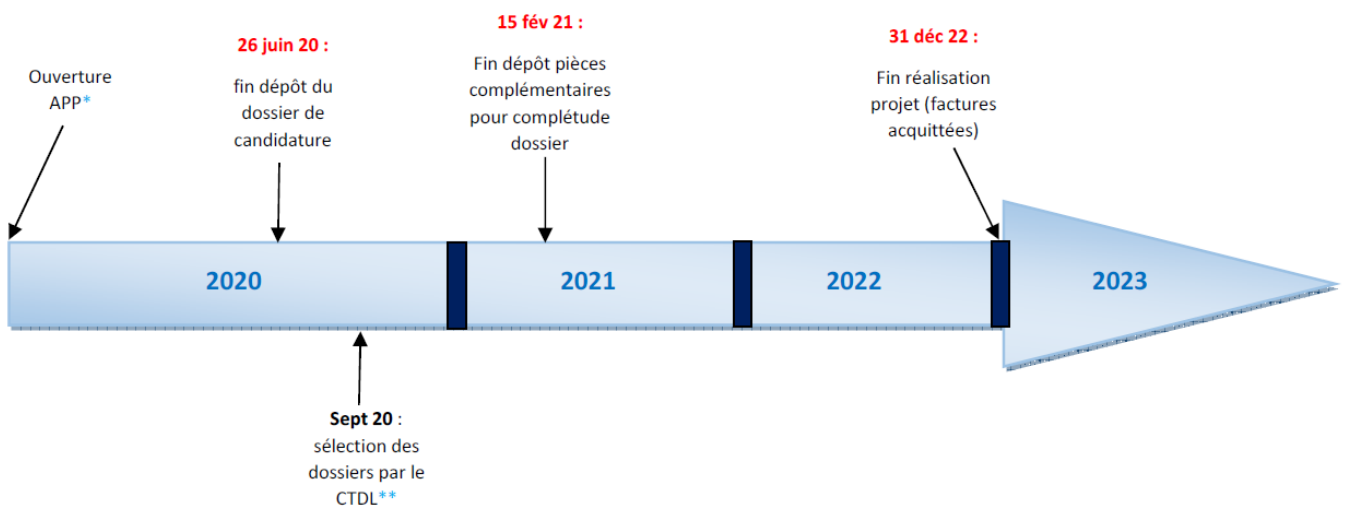 Ouverture
APP*
26 juin 20 :
fin dépôt du
dossier de
candidature
15 fév 21 :
Fin dépôt pièces
complémentaires
pour complétude
dossier
31 déc 22 :
Fin réalisation
projet (factures
acquittées)
2020
2021
2022
2023
Sept 20 :
sélection des
dossiers par le
CTDL**